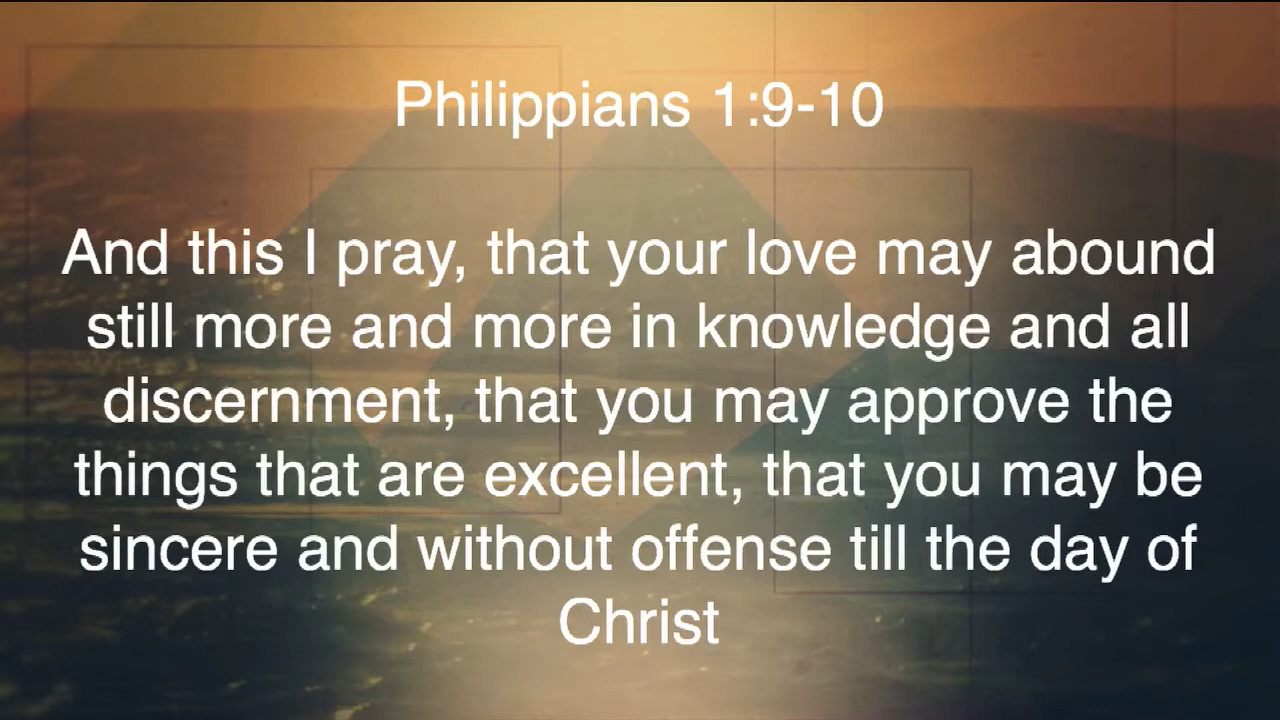 Philippians 1:9-10
And this I pray, that your love may abound
still more and more in knowledge and all
discernment, that you may approve the
things that are excellent, that you may be
sincere and without offense till the day of
Christ